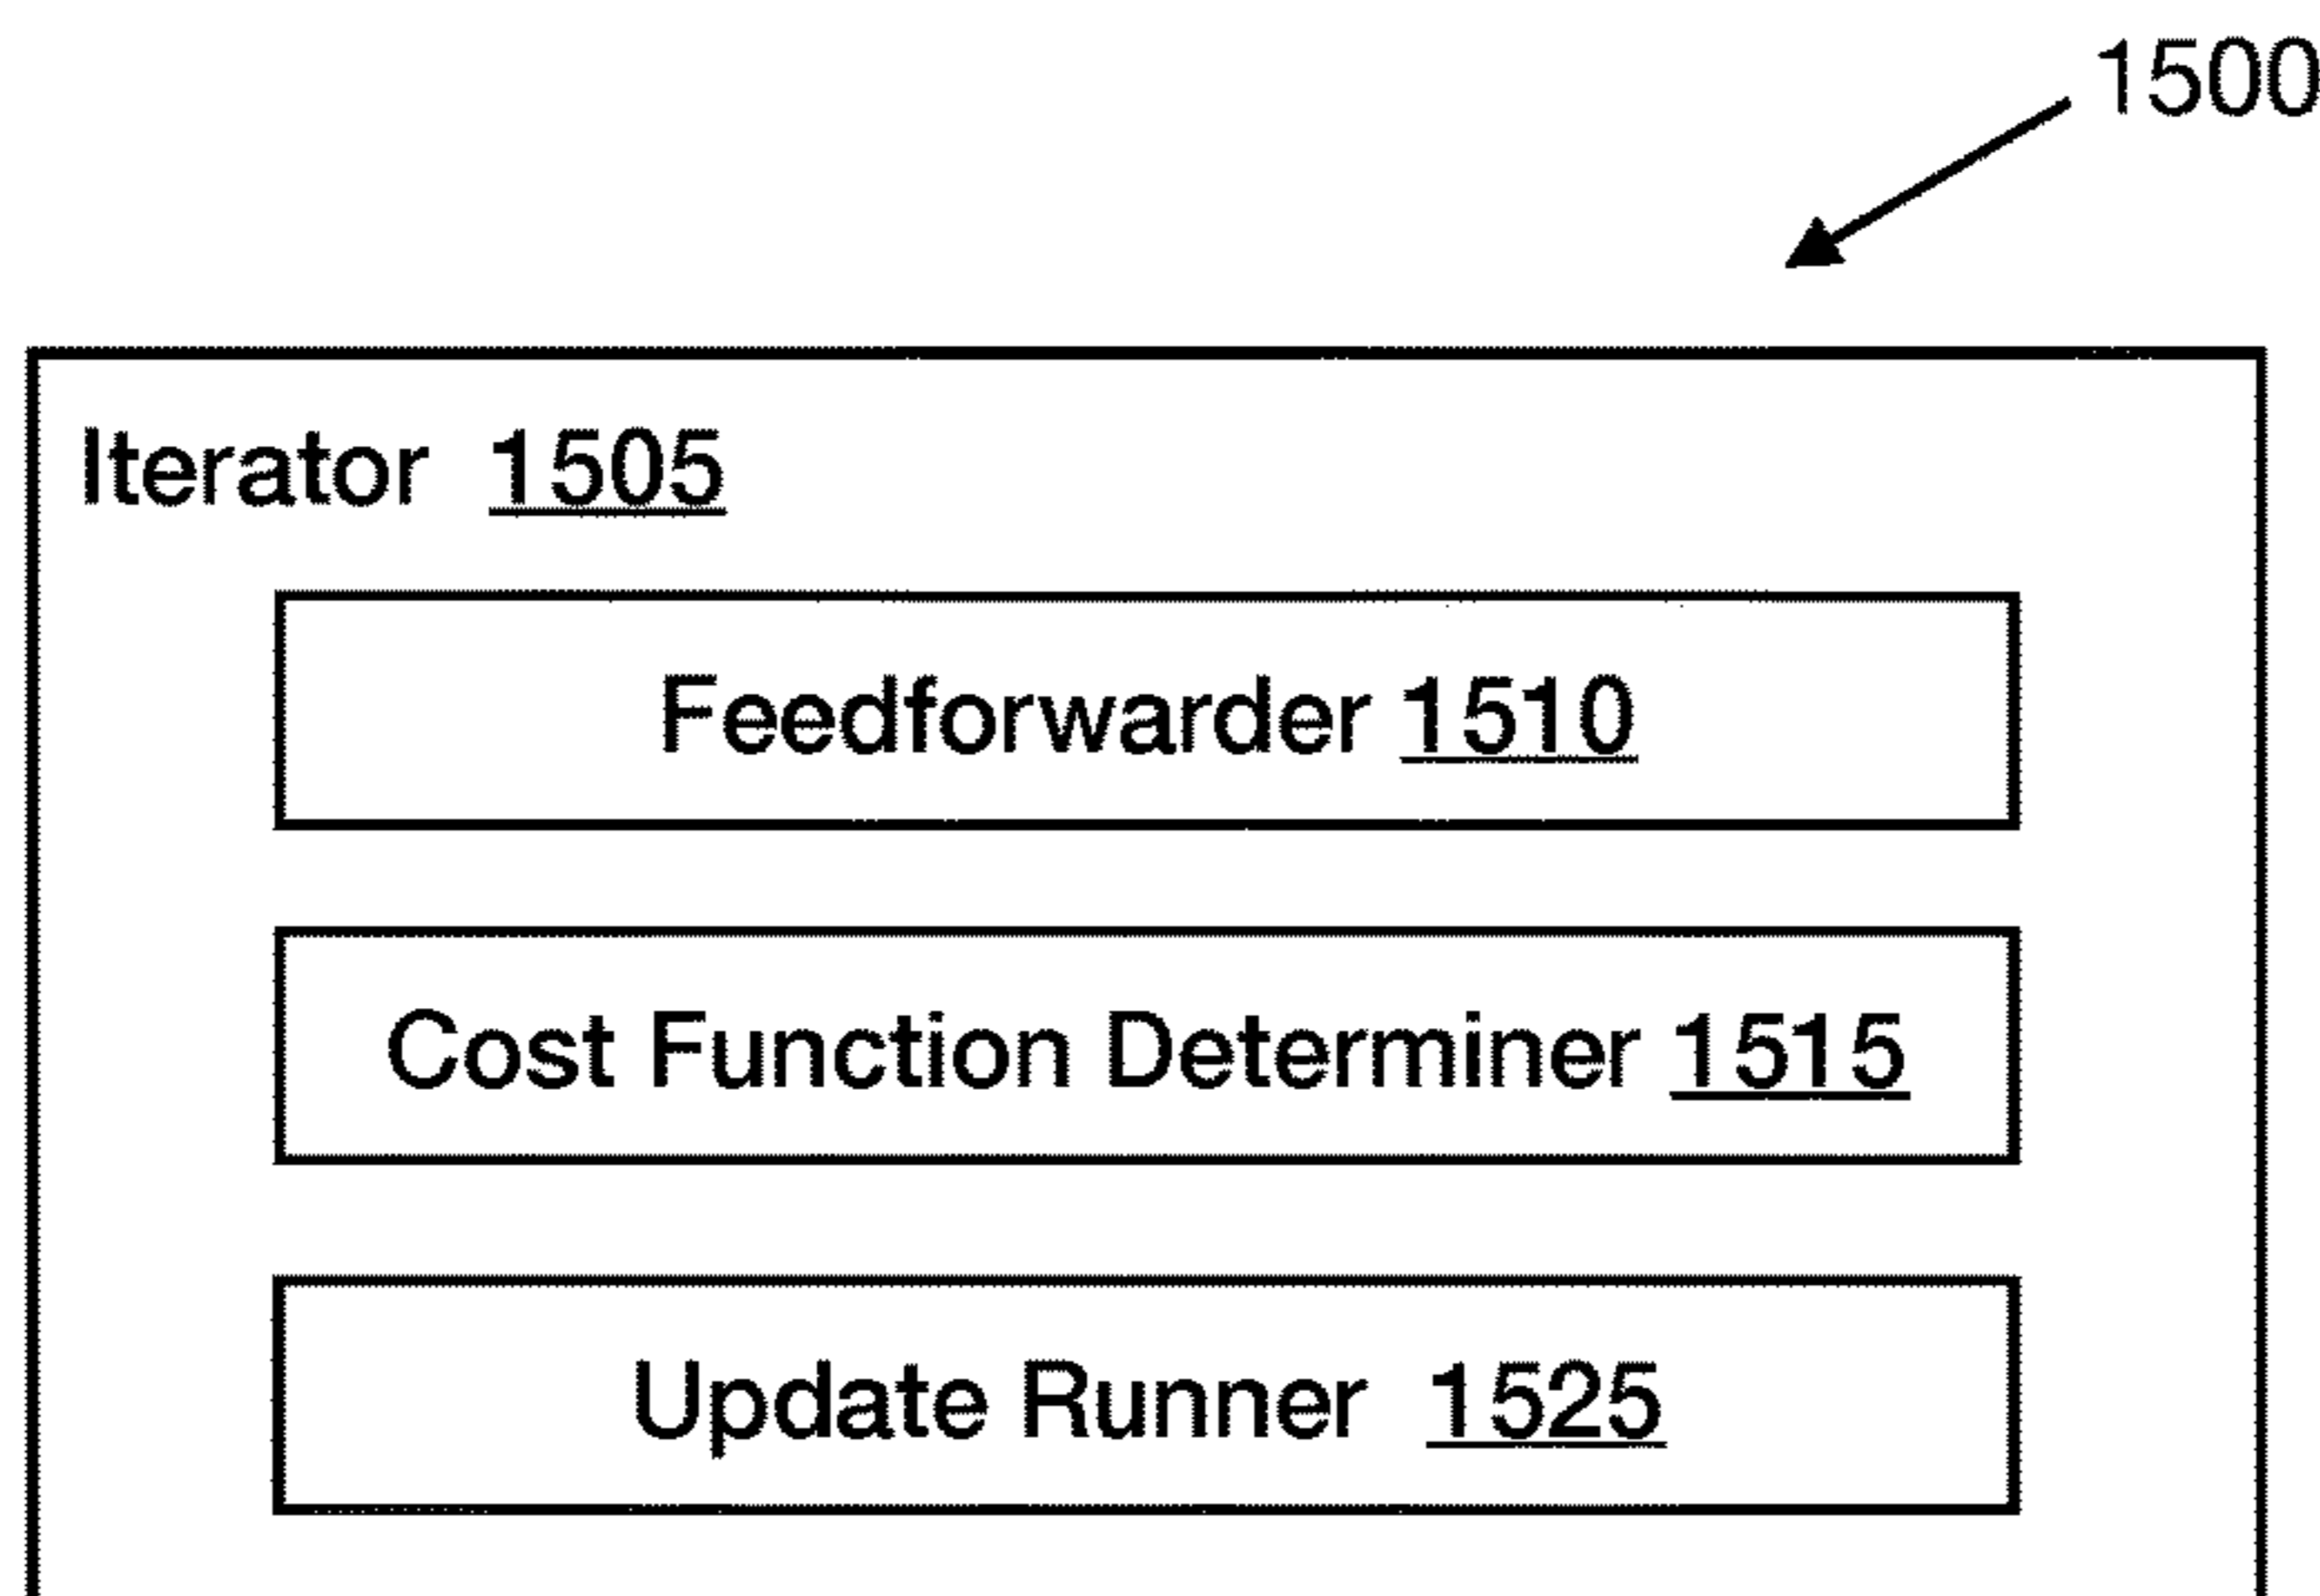 1500
Iterator 1505
Feedforwarder 1510
Cost Function Determiner 1515
Update Runner 1525